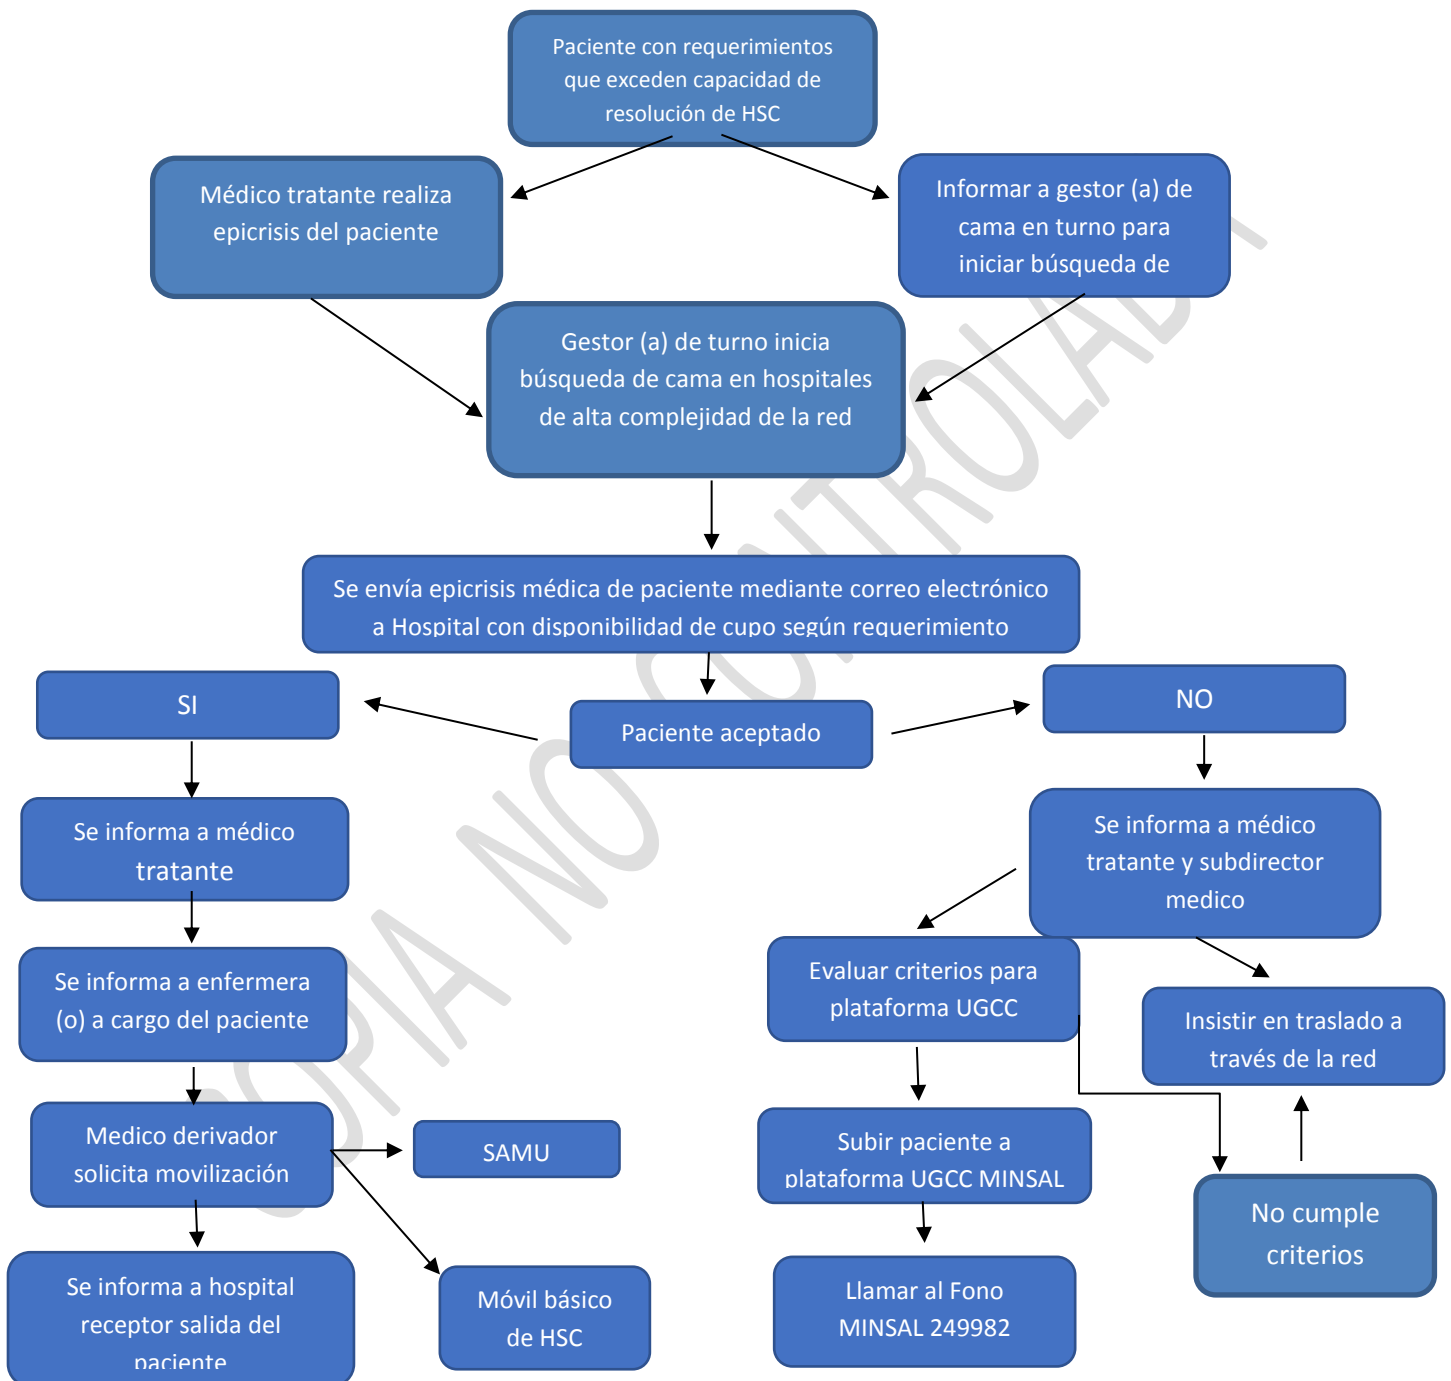 Paciente con requerimientos
que exceden capacidad de
resolución de HSC
Médico tratante realiza
epicrisis del paciente
Informar a gestor (a) de
cama en turno para
iniciar búsqueda de
Gestor (a) de turno inicia
búsqueda de cama en hospitales
de alta complejidad de la red
Se envía epicrisis médica de paciente mediante correo electrónico
a Hospital con disponibilidad de cupo según requerimiento
SI
Paciente aceptado
NO
Se informa a médico
tratante
Se informa a médico
tratante y subdirector
medico
Se informa a enfermera
(o) a cargo del paciente
Evaluar criterios para
plataforma UGCC
Insistir en traslado a
través de la red
Medico derivador
solicita movilización
SAMU
Subir paciente a
plataforma UGCC MINSAL
No cumple
criterios
Se informa a hospital
receptor salida del
paciente
Móvil básico
de HSC
Llamar al Fono
MINSAL 249982
COPIA NO CONTROLADA